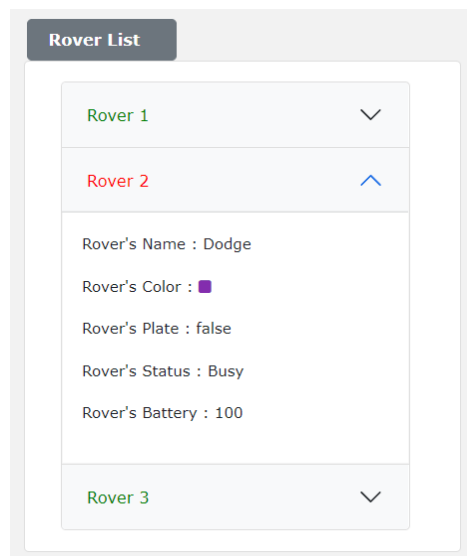 Rover List
Rover 1
Rover 2
Rover's Name : Dodge
Rover's Color :
Rover's Plate : false
Rover's Status : Busy
Rover's Battery : 100
Rover 3